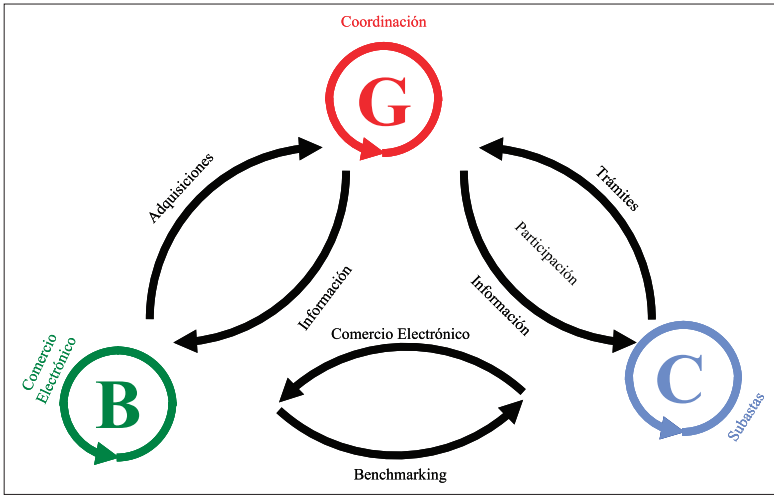 Coordinación
G
Adquisiciones
Trámites
Participación
Información
Información
Comercio Electrónico
Comercio
Electrónico
B
C
Subastas
Benchmarking